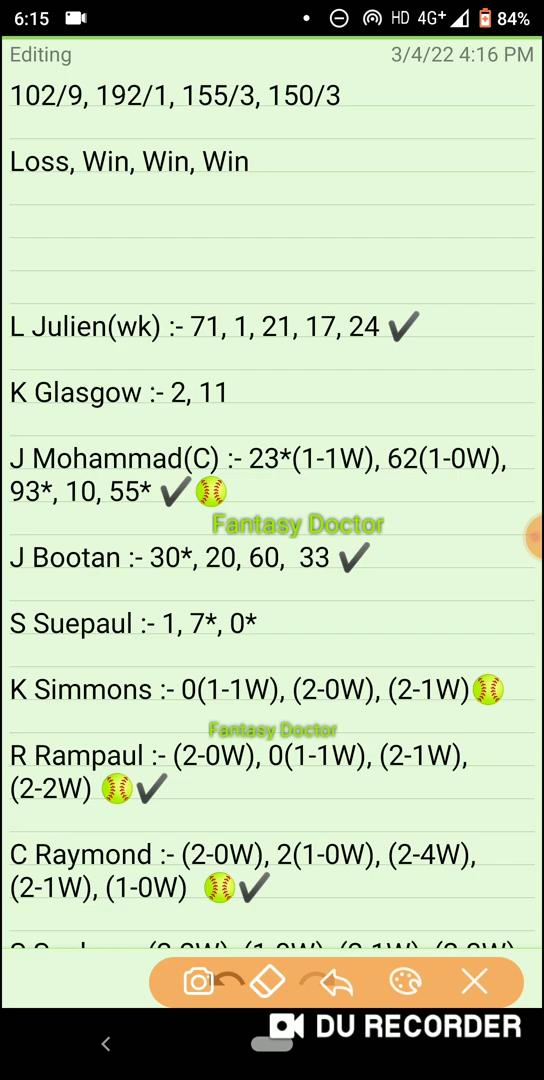 6:15 HD 4G+ 84%
Editing 3/4/22 4:16 PM
102/9, 192/1, 155/3, 150/3
Loss, Win, Win, Win
L Julien(wk) :- 71, 1, 21, 17, 24 ✔
K Glasgow :- 2, 11
J Mohammad(C) :- 23*(1-1W), 62(1-0W),
93*, 10, 55* ✔🥎
Fantasy Doctor
J Bootan :- 30*, 20, 60,  33 ✔
S Suepaul :- 1, 7*, 0*
K Simmons :- 0(1-1W), (2-0W), (2-1W)🥎
Fantasy Doctor
R Rampaul :- (2-0W), 0(1-1W), (2-1W),
(2-2W) 🥎✔
C Raymond :- (2-0W), 2(1-0W), (2-4W),
(2-1W), (1-0W)  🥎✔
DU RECORDER